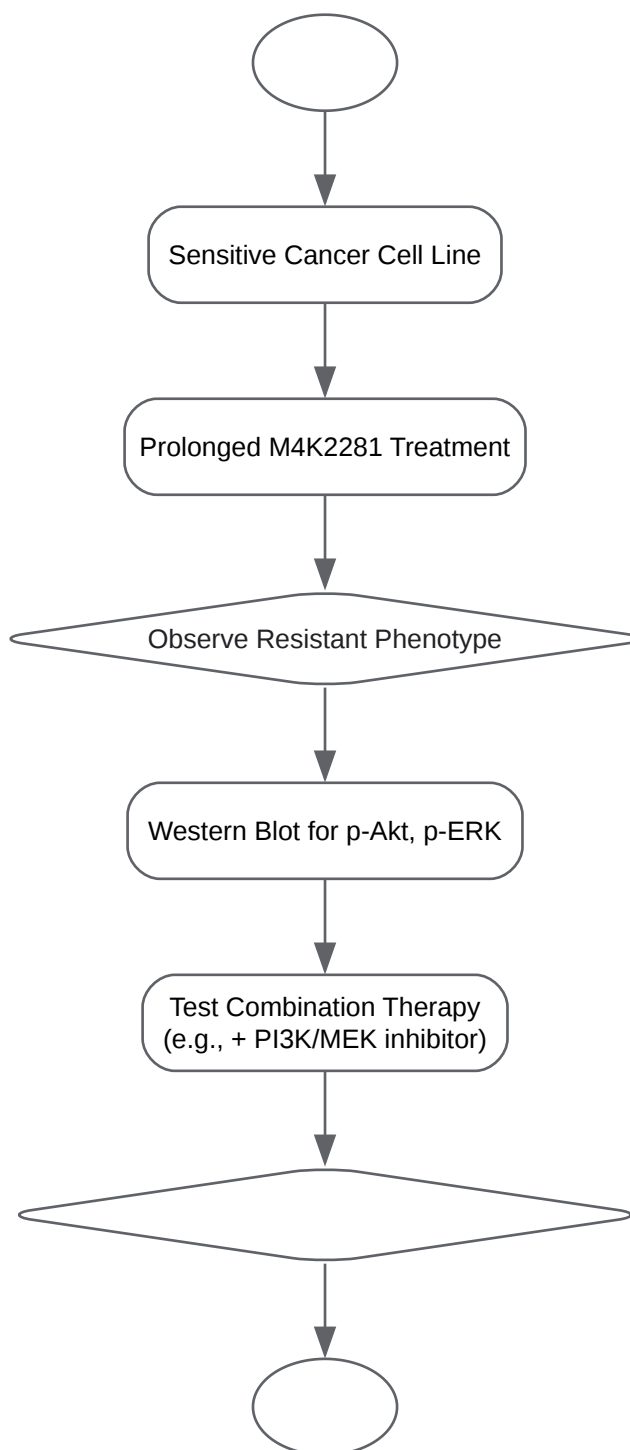 Sensitive Cancer Cell Line
Prolonged M4K2281 Treatment
Observe Resistant Phenotype
Western Blot for p-Akt, p-ERK
Test Combination Therapy
(e.g., + PI3K/MEK inhibitor)